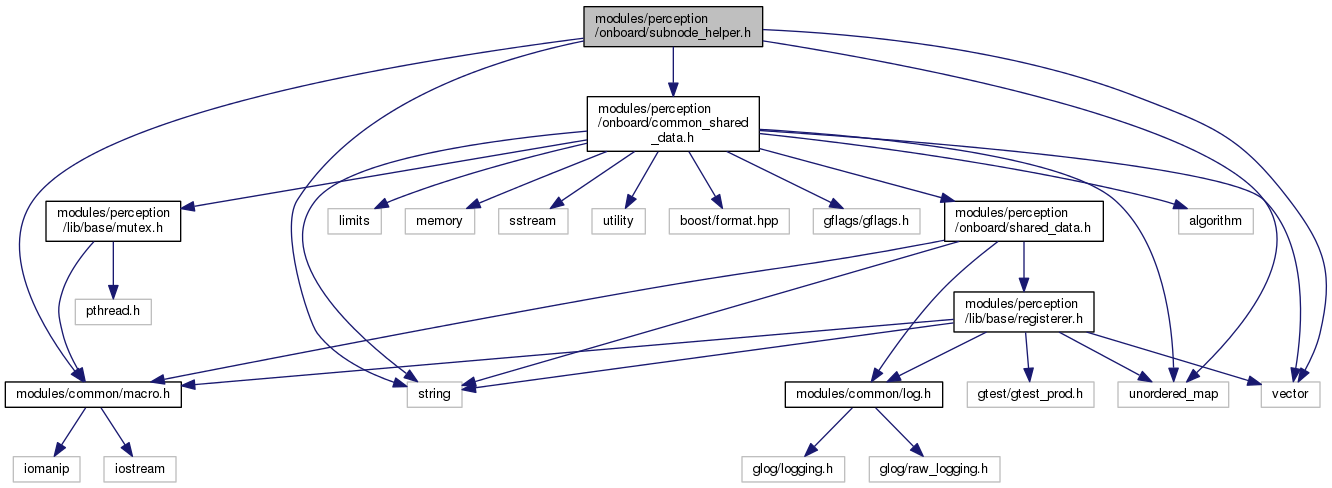 modules/perception
/onboard/subnode_helper.h
modules/perception
/onboard/common_shared
_data.h
modules/perception
/lib/base/mutex.h
limits
memory
sstream
utility
boost/format.hpp
gflags/gflags.h
modules/perception
/onboard/shared_data.h
algorithm
pthread.h
modules/perception
/lib/base/registerer.h
modules/common/macro.h
string
modules/common/log.h
gtest/gtest_prod.h
unordered_map
vector
iomanip
iostream
glog/logging.h
glog/raw_logging.h